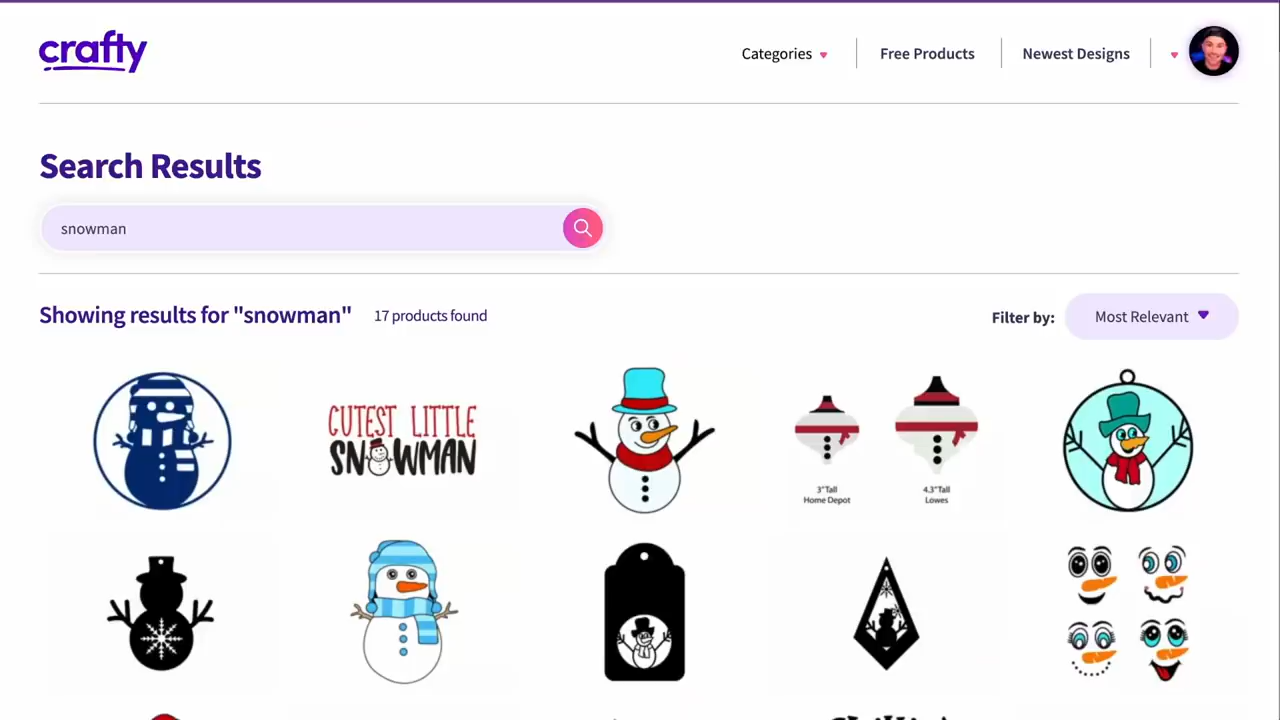 crafty
Categories
Free Products
Newest Designs
Search Results
snowman
Showing results for "snowman"
17 products found
Filter by:
Most Relevant
CUTEST LITTLE
SNOWMAN
3"Tall
Home Depot
4.3"Tall
Lowes